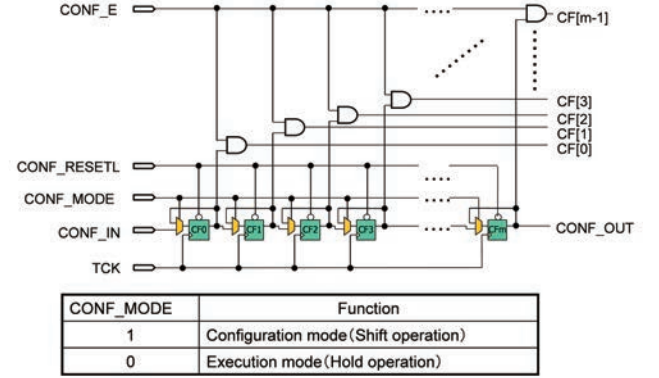 CONF_E
CF[m-1]
CF[3]
CF[2]
CF[1]
CF[0]
CONF_RESETL
CONF_MODE
CONF_IN
CF0
CF1
CF2
CF3
CFm
CONF_OUT
TCK
CONF_MODE Function
1 Configuration mode(Shift operation)
0 Execution mode(Hold operation)